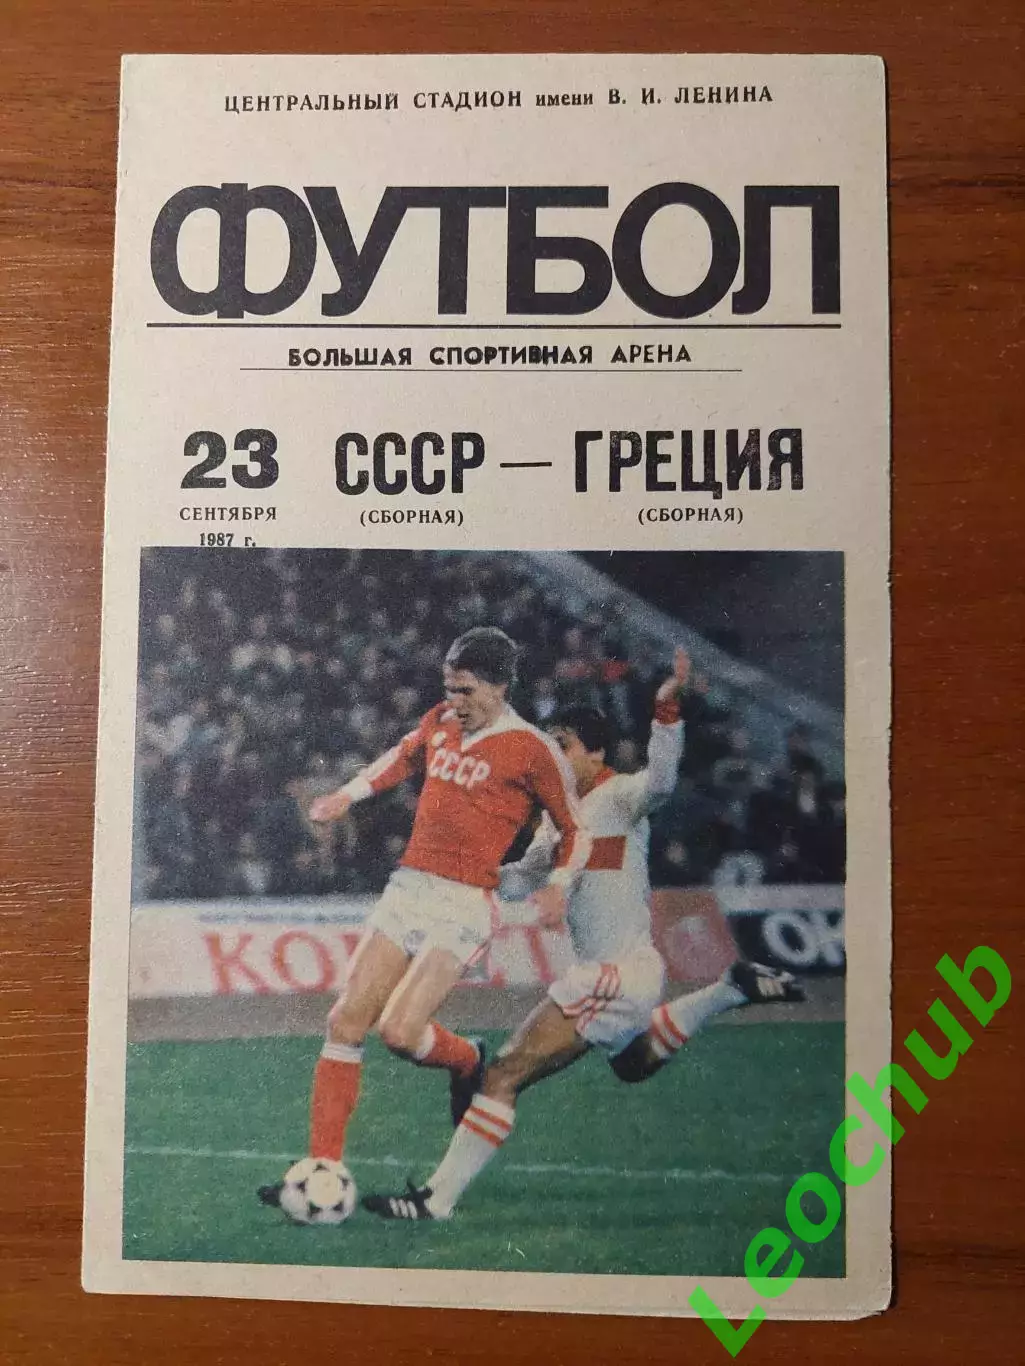 ЦЕНТРАЛЬНЫЙ СТАДИОН имени В. И. ЛЕНИНА
ФУТБОЛ
БОЛЬШАЯ СПОРТИВНАЯ АРЕНА
23 СССР — ГРЕЦИЯ
СЕНТЯБРЯ (СБОРНАЯ) (СБОРНАЯ)
1987 г.
СССР
Leochub